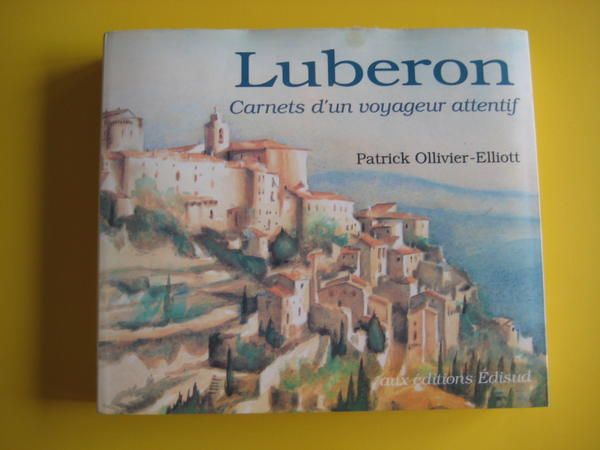 Luberon
Carnets d'un voyageur attentif
Patrick Ollivier-Elliott
aux éditions Édisud